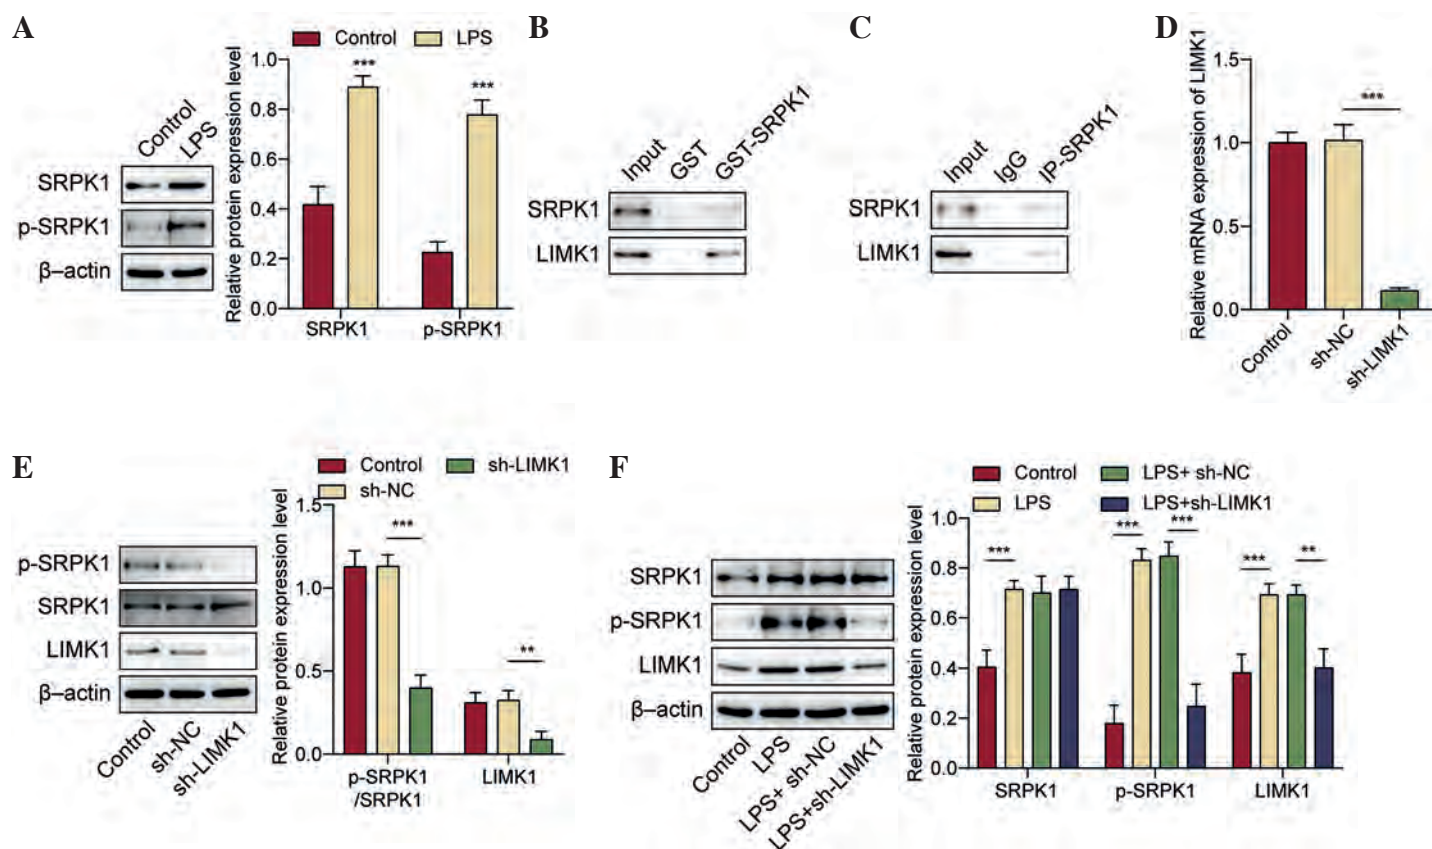 A
Control LPS
Control
LPS
SRPK1
p-SRPK1
β–actin
Relative protein expression level
1.0
0.8
0.6
0.4
0.2
0.0
***
***
SRPK1 p-SRPK1
B
Input
GST
GST-SRPK1
SRPK1
LIMK1
C
Input
IgG
IP-SRPK1
SRPK1
LIMK1
D
Relative mRNA expression of LIMK1
1.5
1.0
0.5
0.0
***
Control
sh-NC
sh-LIMK1
E
p-SRPK1
SRPK1
LIMK1
β–actin
Control
sh-NC
sh-LIMK1
Control sh-LIMK1
sh-NC
Relative protein expression level
1.5
1.0
0.5
0.0
***
**
p-SRPK1
/SRPK1
LIMK1
F
SRPK1
p-SRPK1
LIMK1
β–actin
Control
LPS
LPS+ sh-NC
LPS+sh-LIMK1
Control LPS+ sh-NC
LPS LPS+sh-LIMK1
Relative protein expression level
1.0
0.8
0.6
0.4
0.2
0.0
***
*** ***
*** **
SRPK1 p-SRPK1 LIMK1